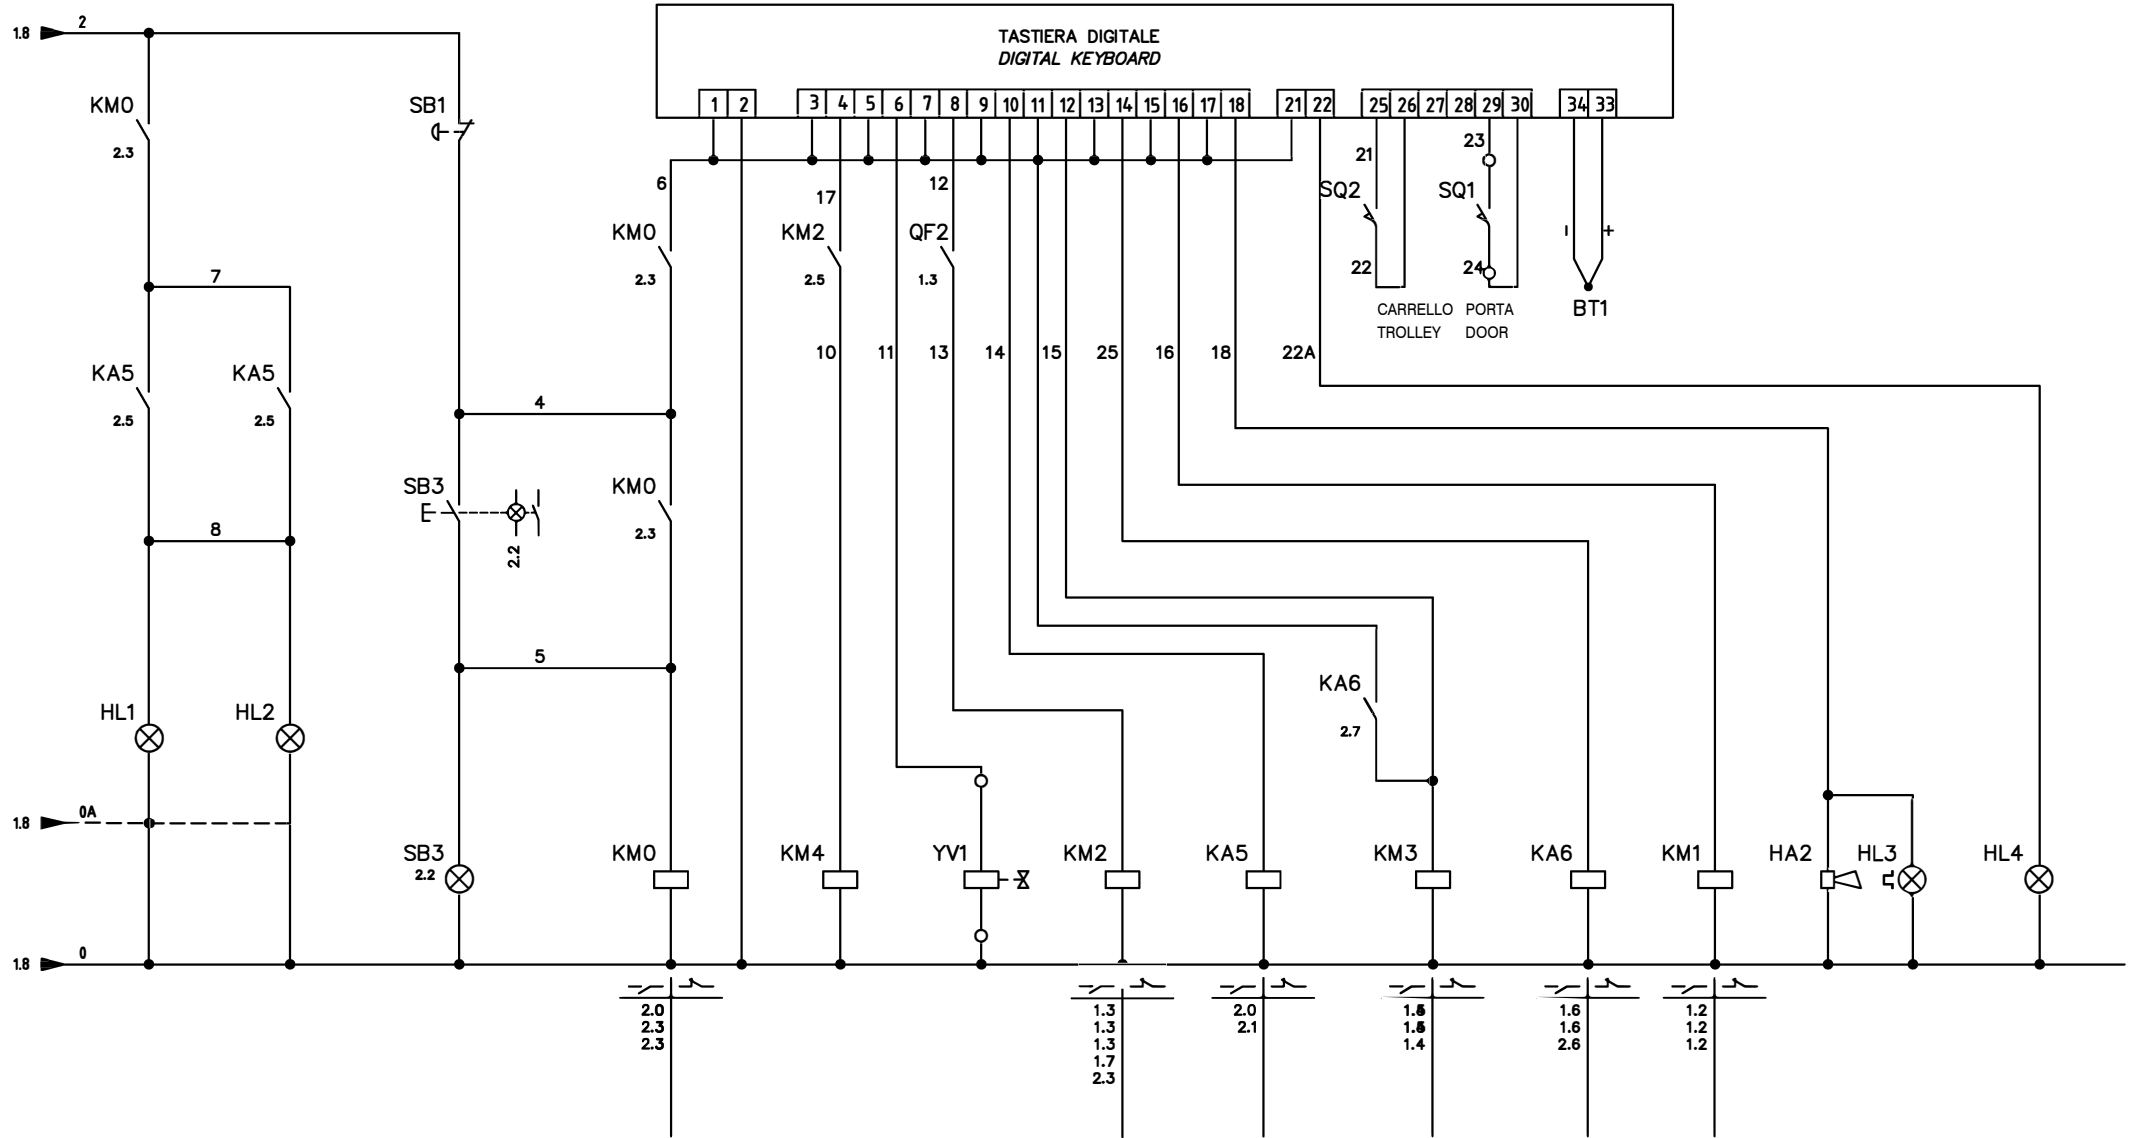 2
1.8
TASTIERA DIGITALE
DIGITAL KEYBOARD
1 2 3 4 5 6 7 8 9 10 11 12 13 14 15 16 17 18 21 22 25 26 27 28 29 30 34 33
KM0
2.3
SB1
6
17
12
21
23
SQ2
SQ1
KM0
2.3
KM2
2.5
QF2
1.3
- +
22
24
CARRELLO PORTA
TROLLEY DOOR
BT1
7
KA5
2.5
KA5
2.5
10 11 13 14 15 25 16 18 22A
4
SB3
2.2
KM0
2.3
8
5
KA6
2.7
HL1
HL2
0A
1.8
SB3
2.2
KM0
KM4
YV1
KM2
KA5
KM3
KA6
KM1
HA2
HL3
HL4
0
1.8
2.0
2.3
2.3
1.3
1.3
1.3
1.7
2.3
2.0
2.1
1.4
1.6
1.6
2.6
1.2
1.2
1.2